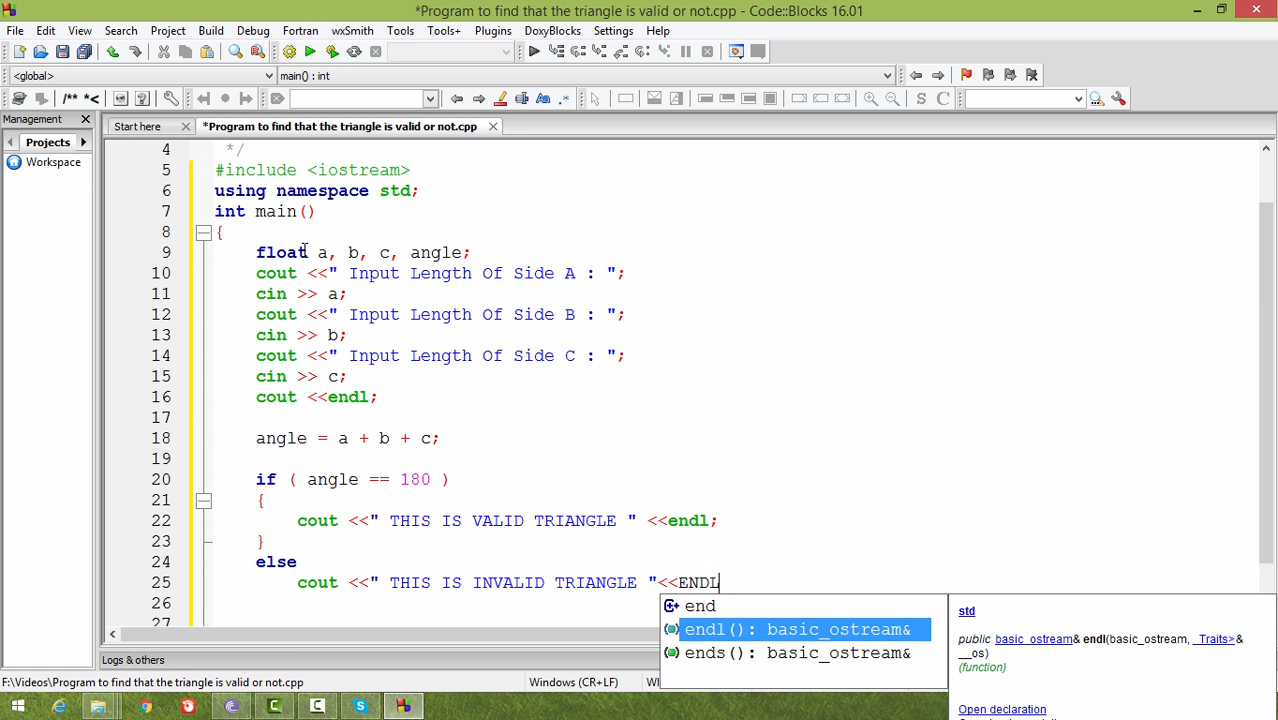 *Program to find that the triangle is valid or not.cpp - Code::Blocks 16.01
File Edit View Search Project Build Debug Fortran wxSmith Tools Tools+ Plugins DoxyBlocks Settings Help
<global> main() : int
/** *<
Management
Start here *Program to find that the triangle is valid or not.cpp
Projects
Workspace
4 */
5 #include <iostream>
6 using namespace std;
7 int main()
8 {
9 float a, b, c, angle;
10 cout <<" Input Length Of Side A : ";
11 cin >> a;
12 cout <<" Input Length Of Side B : ";
13 cin >> b;
14 cout <<" Input Length Of Side C : ";
15 cin >> c;
16 cout <<endl;
17
18 angle = a + b + c;
19
20 if ( angle == 180 )
21 {
22 cout <<" THIS IS VALID TRIANGLE " <<endl;
23 }
24 else
25 cout <<" THIS IS INVALID TRIANGLE "<<ENDL
26
27
end
endl(): basic_ostream&
ends(): basic_ostream&
std
public basic_ostream& endl(basic_ostream, _Traits>&
__os)
(function)
Open declaration
Logs & others
F:\Videos\Program to find that the triangle is valid or not.cpp Windows (CR+LF)